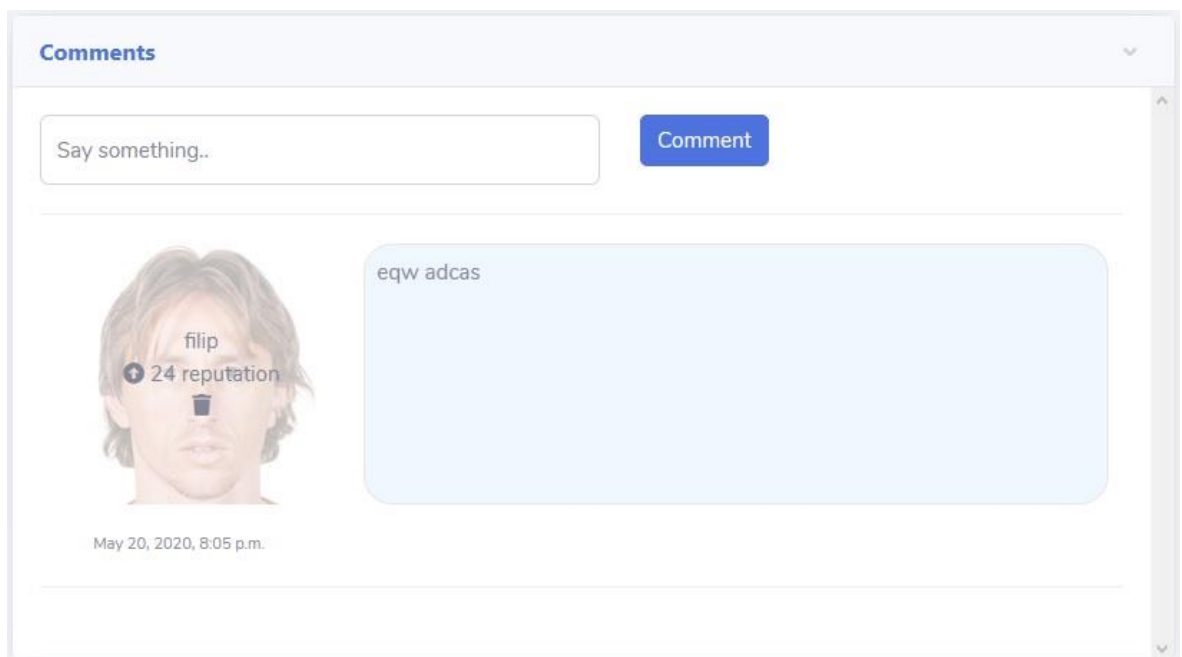 Comments
Say something..
Comment
filip
24 reputation
eqw adcas
May 20, 2020, 8:05 p.m.